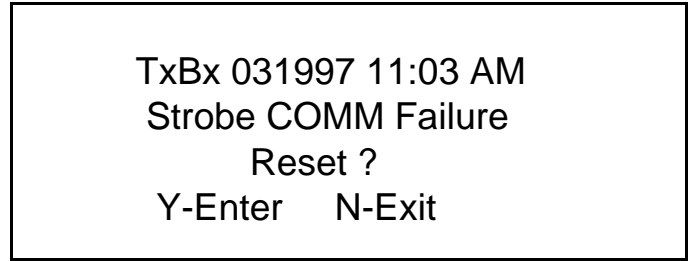 TxBx 031997 11:03 AM
Strobe COMM Failure
Reset ?
Y-Enter N-Exit